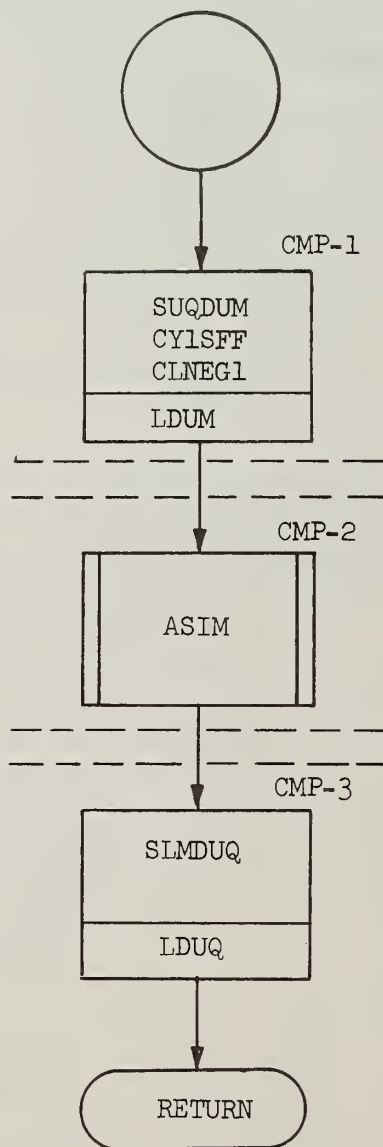 CMP-1
SUQDUM
CY1SFF
CLNEG1
LDUM
CMP-2
ASIM
CMP-3
SLMDUQ
LDUQ
RETURN